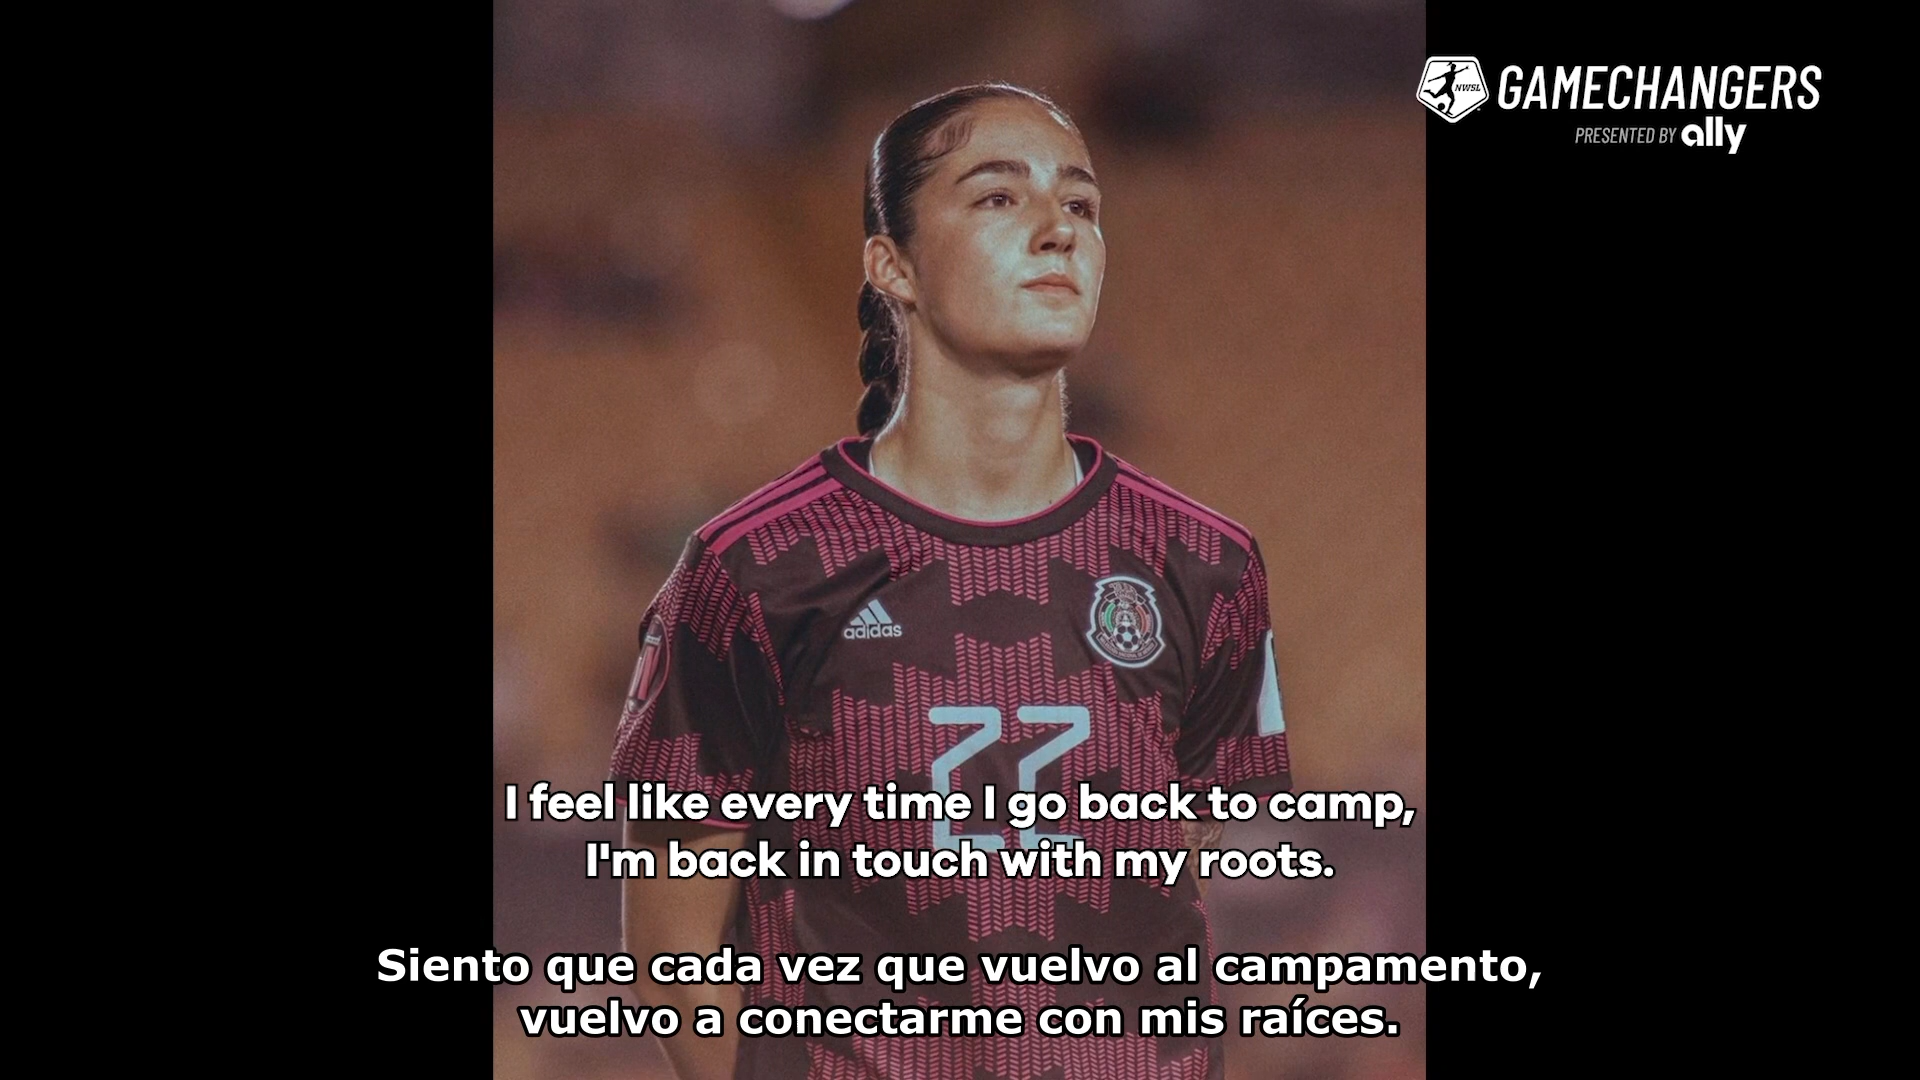 NWSL
GAMECHANGERS
PRESENTED BY ally
adidas
22
I feel like every time I go back to camp,
I'm back in touch with my roots.
Siento que cada vez que vuelvo al campamento,
vuelvo a conectarme con mis raíces.